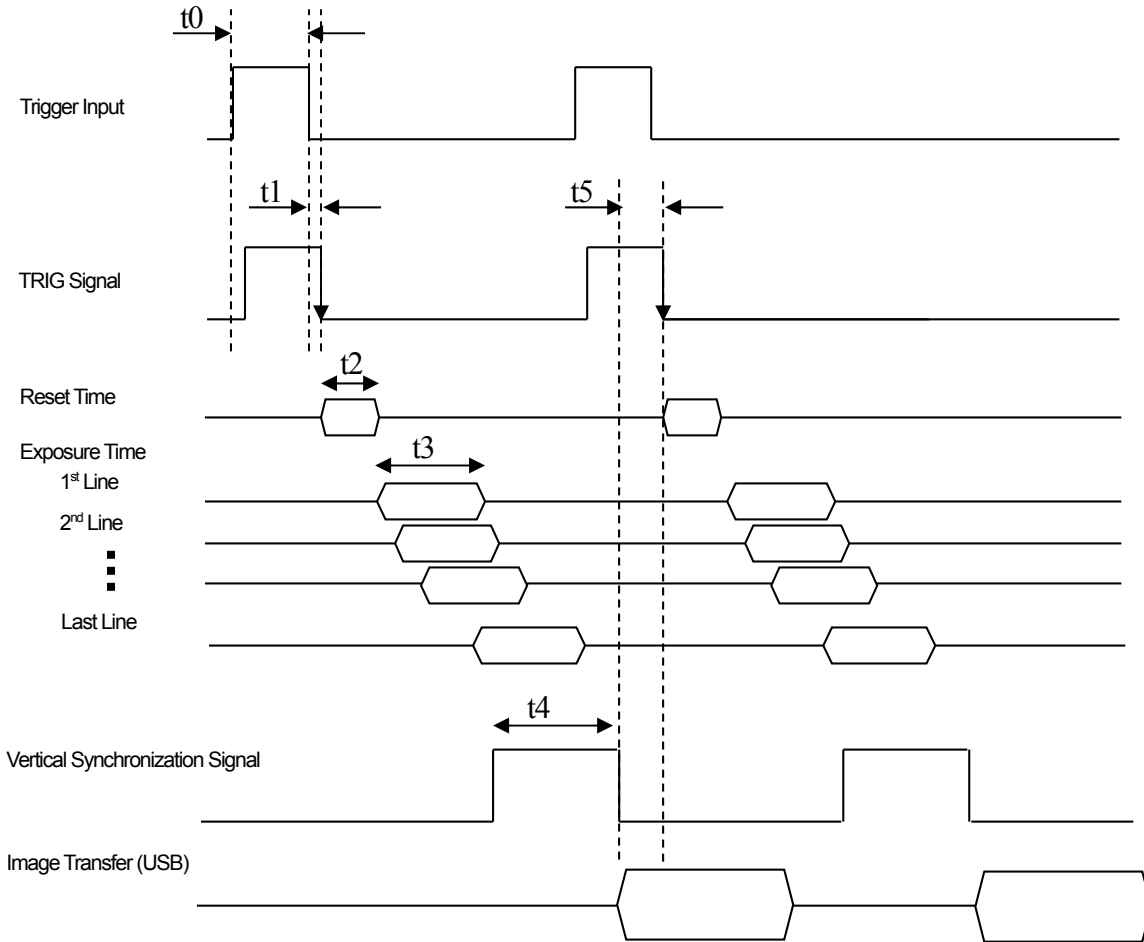 t0
Trigger Input
t1
t5
TRIG Signal
t2
Reset Time
Exposure Time
t3
1st Line
2nd Line
Last Line
t4
Vertical Synchronization Signal
Image Transfer (USB)